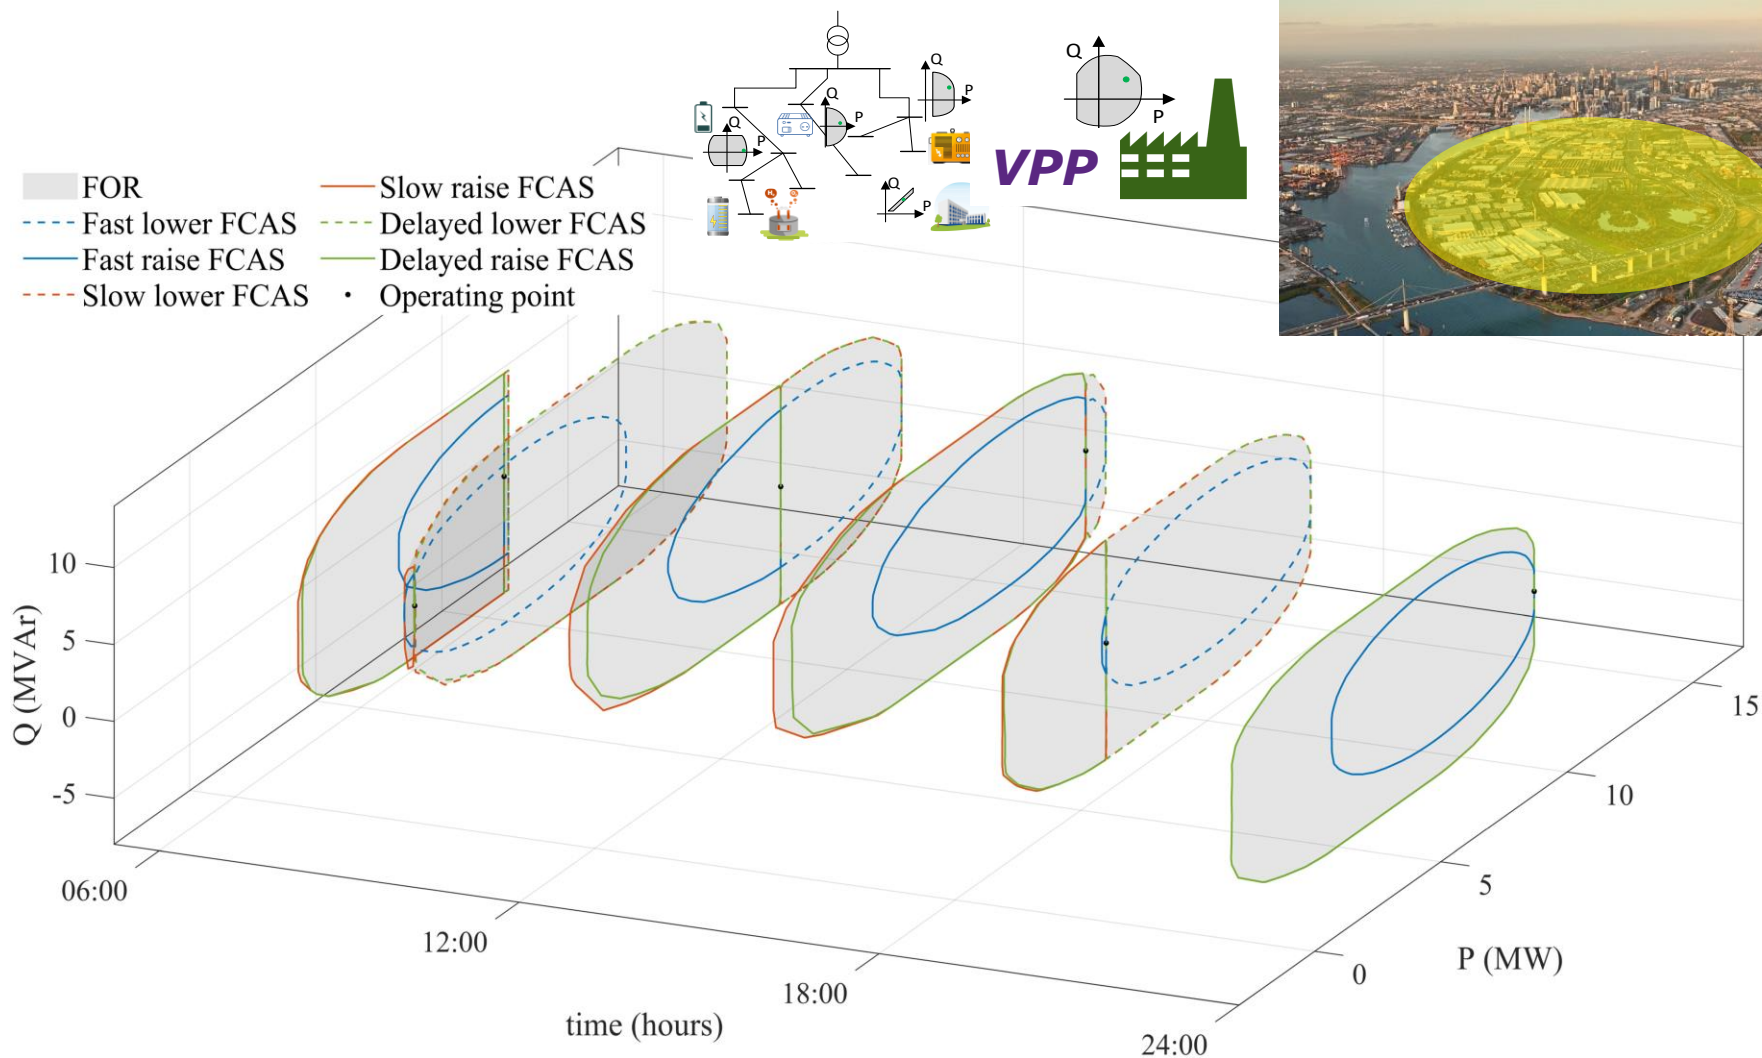 Q
P
Q
P
Q
P
Q
P
Q
P
H₂
VPP
FOR
Fast lower FCAS
Fast raise FCAS
Slow lower FCAS
Slow raise FCAS
Delayed lower FCAS
Delayed raise FCAS
Operating point
10
5
0
-5
Q (MVAr)
06:00
12:00
18:00
24:00
time (hours)
0
5
10
15
P (MW)